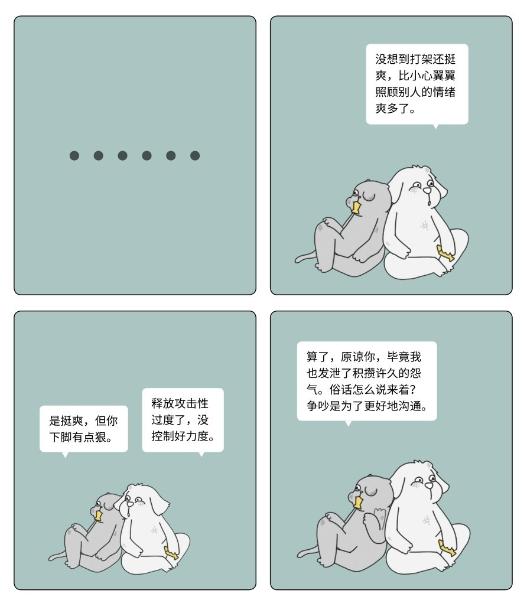 没想到打架还挺
爽，比小心翼翼
照顾别人的情绪
爽多了。
是挺爽，但你
下脚有点狠。
释放攻击性
过度了，没
控制好力度。
算了，原谅你，毕竟我
也发泄了积攒许久的怨
气。俗话怎么说来着？
争吵是为了更好地沟通。